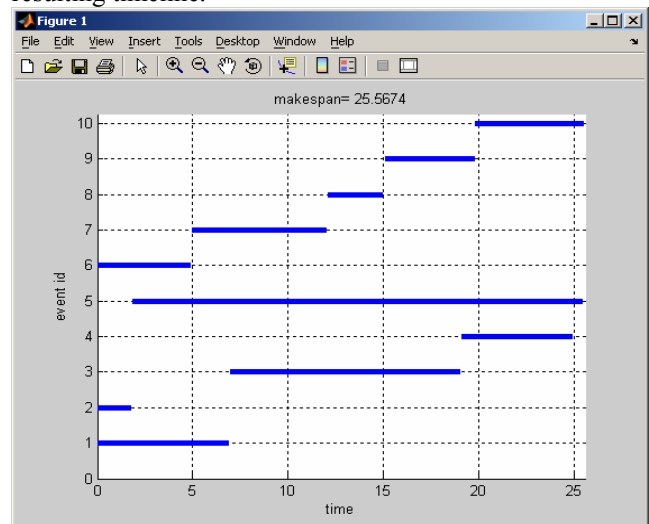 resulting timeline.
Figure 1
File Edit View Insert Tools Desktop Window Help
makespan= 25.5674
10
9
8
7
6
5
4
3
2
1
0
event id
0 5 10 15 20 25
time